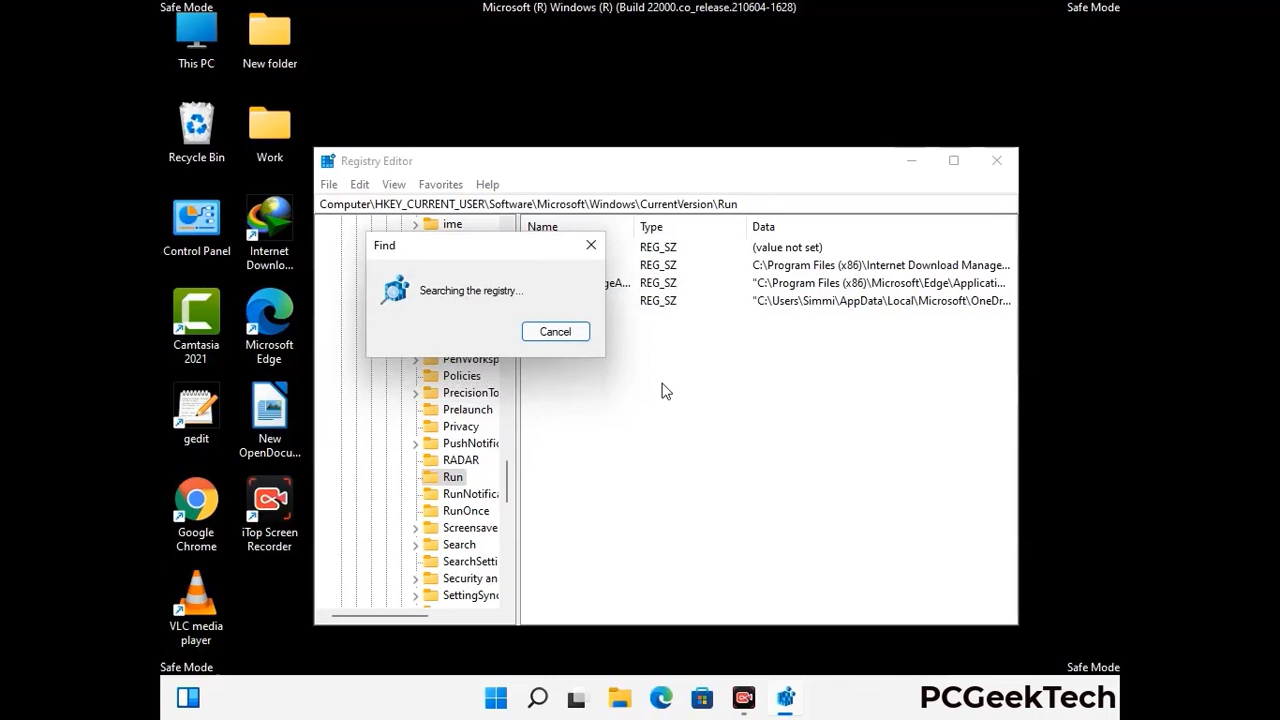 Safe Mode
Microsoft (R) Windows (R) (Build 22000.co_release.210604-1628)
Safe Mode
This PC
New folder
Recycle Bin
Work
Control Panel
Internet
Downlo...
Camtasia
2021
Microsoft
Edge
gedit
New
OpenDocu...
Google
Chrome
iTop Screen
Recorder
VLC media
player
Registry Editor
File
Edit
View
Favorites
Help
Computer\HKEY_CURRENT_USER\Software\Microsoft\Windows\CurrentVersion\Run
ime
Find
Searching the registry...
Cancel
PenWorksp
Policies
PrecisionTo
Prelaunch
Privacy
PushNotific
RADAR
Run
RunNotifica
RunOnce
Screensave
Search
SearchSetti
Security an
SettingSync
Name
Type
Data
REG_SZ
(value not set)
REG_SZ
C:\Program Files (x86)\Internet Download Manage...
geA...
REG_SZ
"C:\Program Files (x86)\Microsoft\Edge\Applicati...
REG_SZ
"C:\Users\Simmi\AppData\Local\Microsoft\OneDr...
Safe Mode
Safe Mode
PCGeekTech